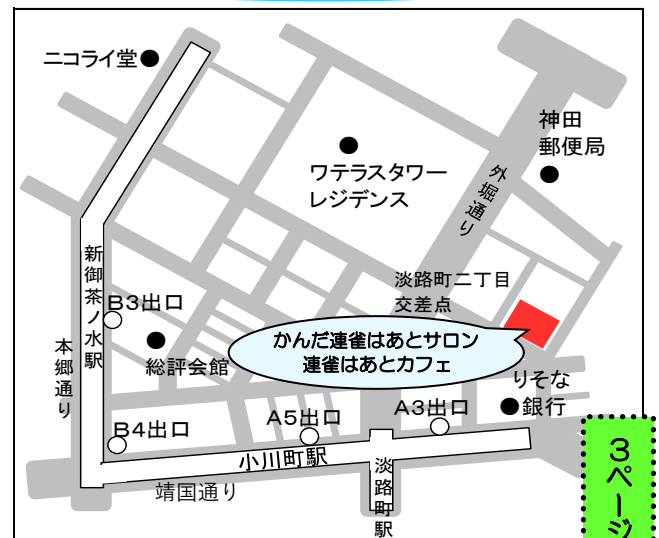 ニコライ堂
神田
郵便局
ワテラスタワー
レジデンス
外堀通り
淡路町二丁目
交差点
新御茶ノ水駅
B3出口
本郷通り
総評会館
かんだ連雀はあとサロン
連雀はあとカフェ
りそな
銀行
A3出口
A5出口
B4出口
小川町駅
淡路町駅
靖国通り
3ページ